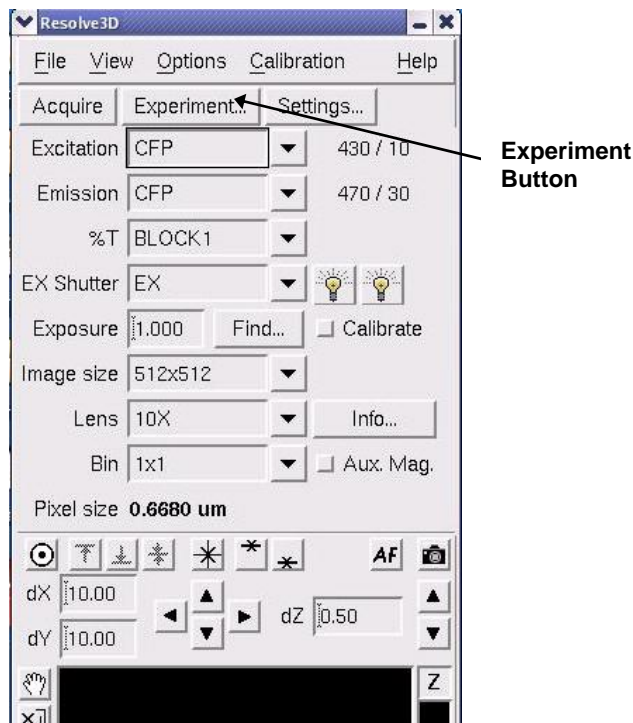 Resolve3D
File View Options Calibration Help
Acquire Experiment... Settings...
Experiment
Button
Excitation CFP 430 / 10
Emission CFP 470 / 30
%T BLOCK1
EX Shutter EX
Exposure 1.000 Find... Calibrate
Image size 512x512
Lens 10X Info...
Bin 1x1 Aux. Mag.
Pixel size 0.6680 um
AF
dX 10.00
dZ 0.50
dY 10.00
Z